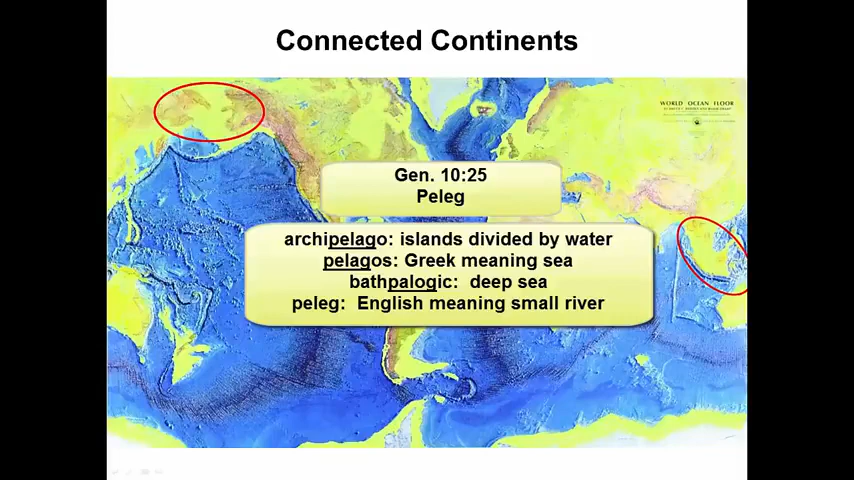 Connected Continents
WORLD OCEAN FLOOR
Gen. 10:25
Peleg
archipelago: islands divided by water
pelagos: Greek meaning sea
bathpalogic: deep sea
peleg: English meaning small river